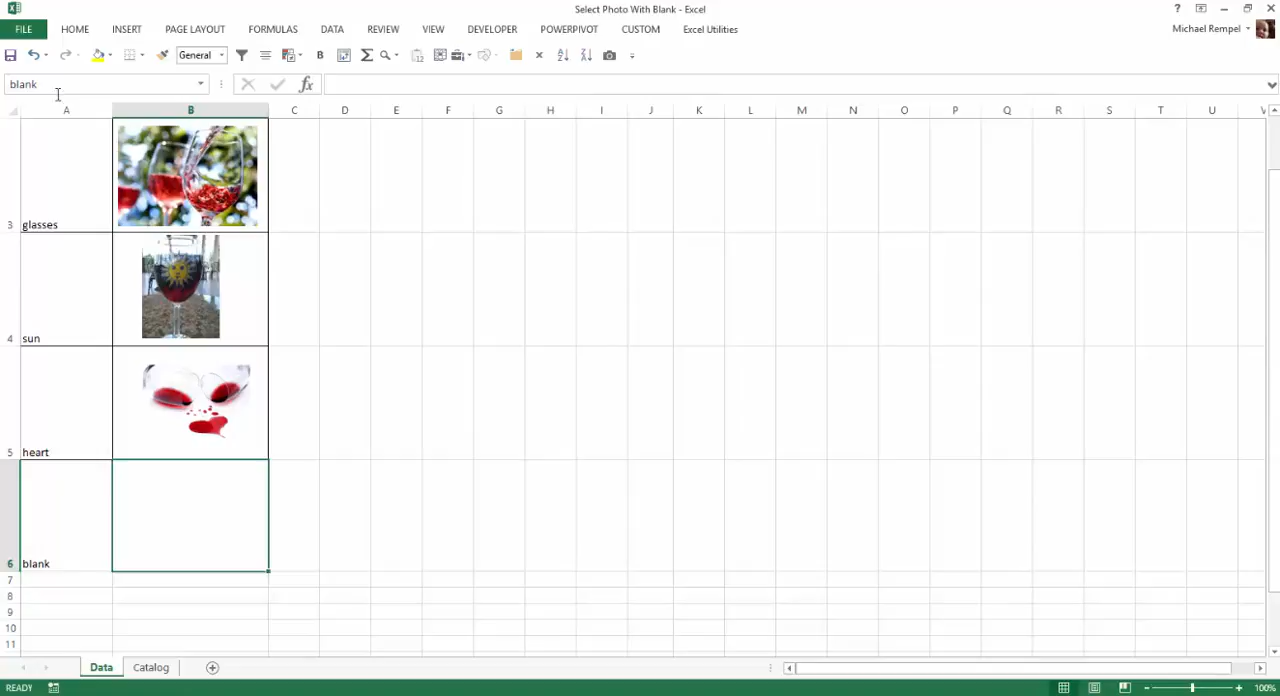 Select Photo With Blank - Excel
FILE HOME INSERT PAGE LAYOUT FORMULAS DATA REVIEW VIEW DEVELOPER POWERPIVOT CUSTOM Excel Utilities Michael Rempel
General
blank
A B C D E F G H I J K L M N O P Q R S T U V
3 glasses
4 sun
5 heart
6 blank
7
8
9
10
11
Data Catalog
READY 100%